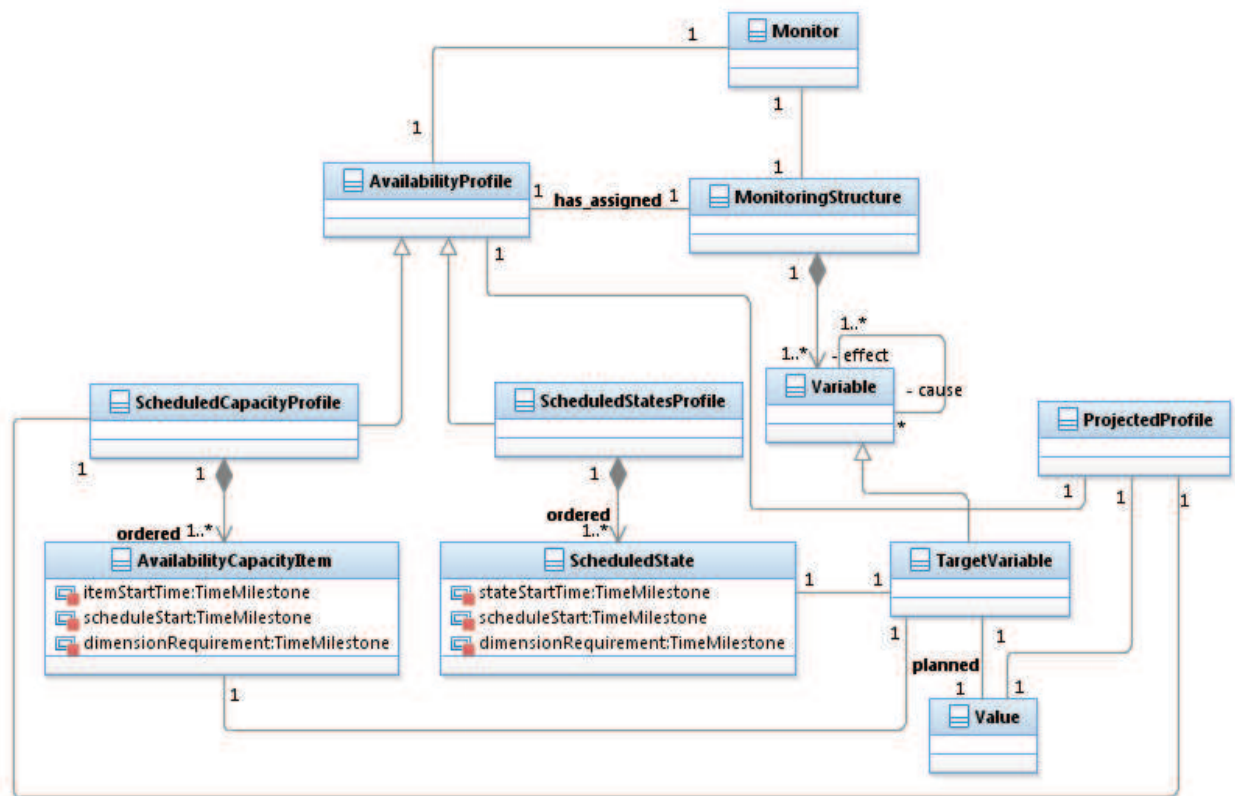 Monitor
1
1
1
1
AvailabilityProfile
1
has_assigned
1
MonitoringStructure
1
1
1..*
1..*
- effect
Variable
- cause
*
ScheduledCapacityProfile
ScheduledStatesProfile
ProjectedProfile
1
1
1
1
1
1
ordered
1..*
ordered
1..*
AvailabilityCapacityItem
itemStartTime:TimeMilestone
scheduleStart:TimeMilestone
dimensionRequirement:TimeMilestone
ScheduledState
stateStartTime:TimeMilestone
scheduleStart:TimeMilestone
dimensionRequirement:TimeMilestone
1
1
TargetVariable
1
1
planned
1
1
1
Value